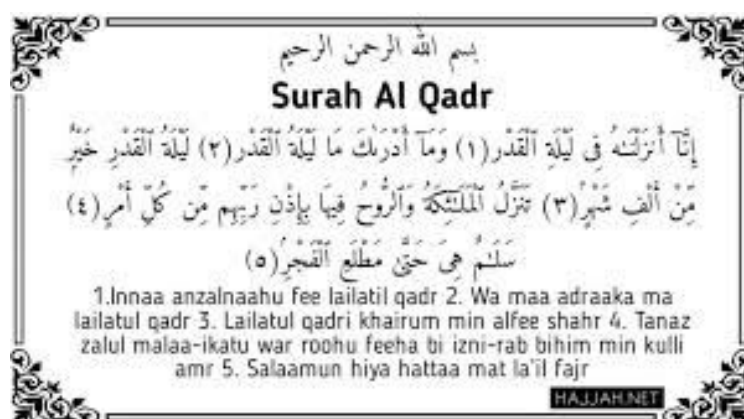 بسم الله الرحمن الرحيم
Surah Al Qadr
إِنَّآ أَنزَلْنَـٰهُ فِى لَيْلَةِ ٱلْقَدْرِ(١) وَمَآ أَدْرَىٰكَ مَا لَيْلَةُ ٱلْقَدْرِ(٢) لَيْلَةُ ٱلْقَدْرِ خَيْرٌ
مِّنْ أَلْفِ شَهْرٍ(٣) تَنَزَّلُ ٱلْمَلَـٰٓئِكَةُ وَٱلرُّوحُ فِيهَا بِإِذْنِ رَبِّهِم مِّن كُلِّ أَمْرٍ(٤)
سَلَـٰمٌ هِىَ حَتَّىٰ مَطْلَعِ ٱلْفَجْرِ(٥)
1.Innaa anzalnaahu fee lailatil qadr 2. Wa maa adraaka ma
lailatul qadr 3. Lailatul qadri khairum min alfee shahr 4. Tanaz
zalul malaa-ikatu war roohu feeha bi izni-rab bihim min kulli
amr 5. Salaamun hiya hattaa mat la'il fajr
HAJJAH.NET